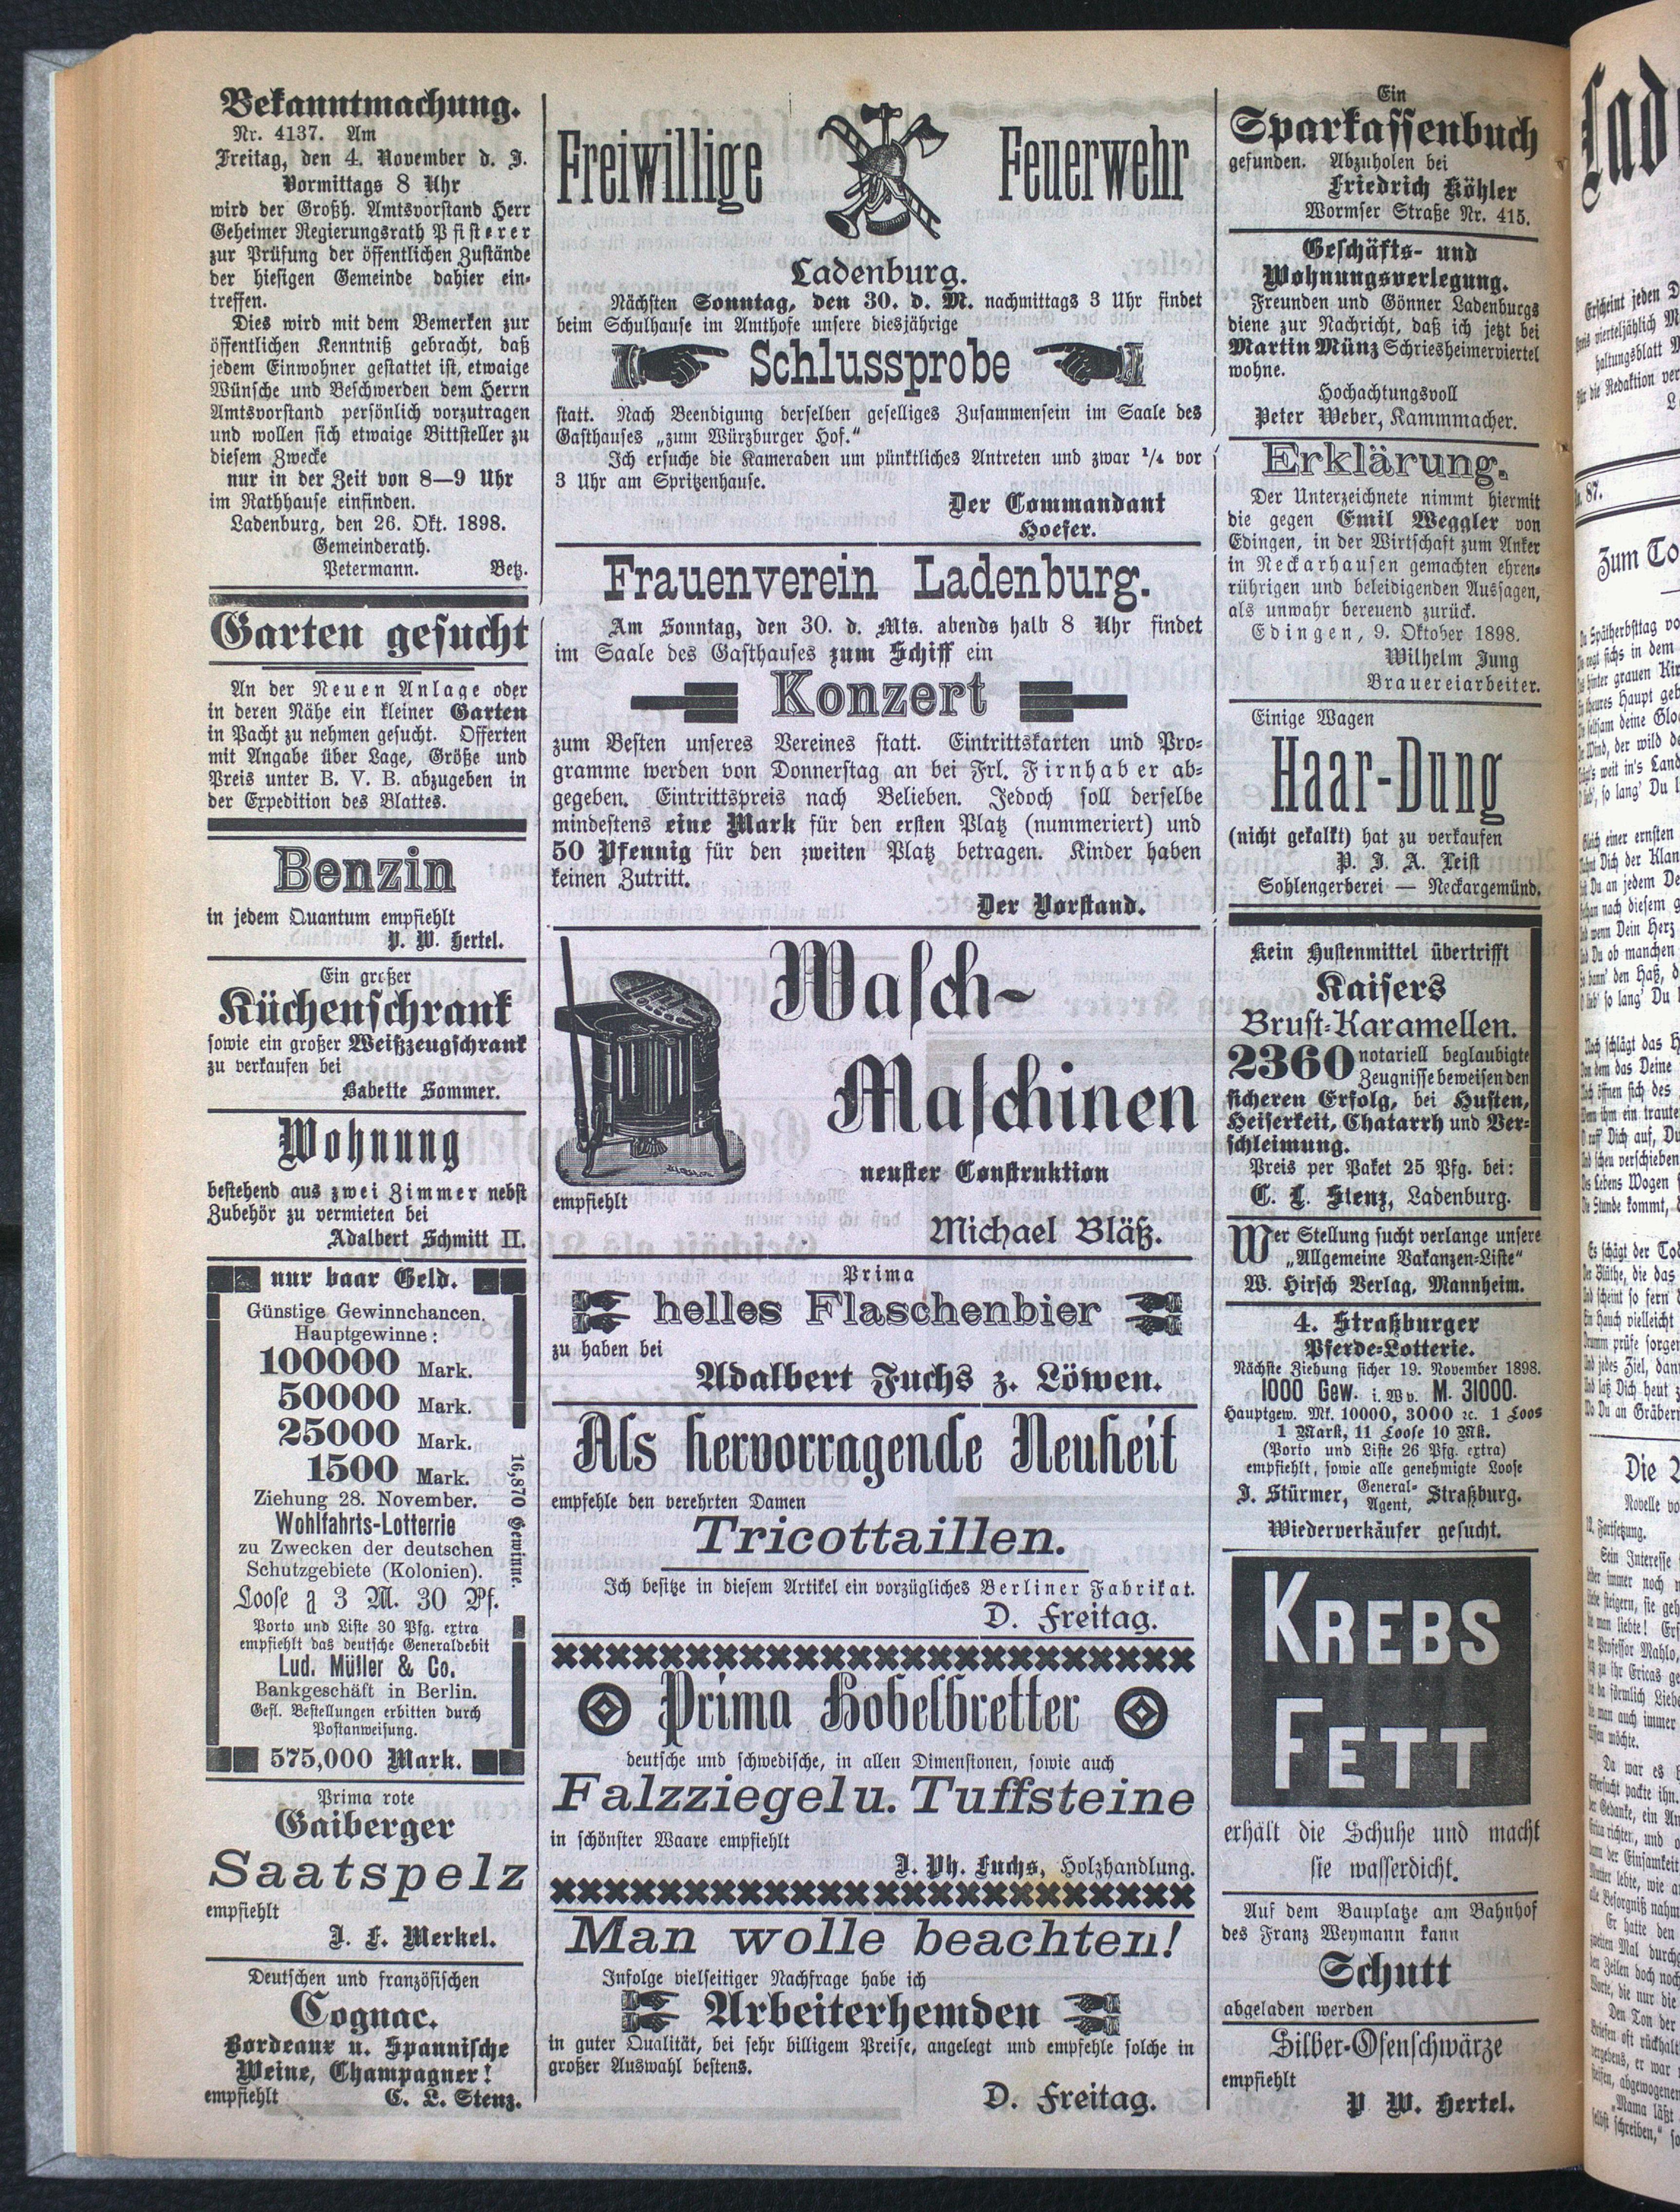 Bekanntmachung.
Nr. 4137. Am
Freitag, den 4. November d. J.
Vormittags 8 Uhr
wird der Großh. Amtsvorstand Herr
Geheimer Regierungsrath Pfisterer
zur Prüfung der öffentlichen Zustände
der hiesigen Gemeinde dahier ein-
treffen.
Dies wird mit dem Bemerken zur
öffentlichen Kenntniß gebracht, daß
jedem Einwohner gestattet ist, etwaige
Wünsche und Beschwerden dem Herrn
Amtsvorstand persönlich vorzutragen
und wollen sich etwaige Bittsteller zu
diesem Zwecke
nur in der Zeit von 8—9 Uhr
im Rathhause einfinden.
Ladenburg, den 26. Okt. 1898.
Gemeinderath.
Petermann. Betz.
Garten gesucht
An der Neuen Anlage oder
in deren Nähe ein kleiner Garten
in Pacht zu nehmen gesucht. Offerten
mit Angabe über Lage, Größe und
Preis unter B. V. B. abzugeben in
der Expedition des Blattes.
Benzin
in jedem Quantum empfiehlt
P. W. Hertel.
Ein großer
Küchenschrank
sowie ein großer Weißzeugschrank
zu verkaufen bei
Babette Sommer.
Wohnung
bestehend aus zwei Zimmer nebst
Zubehör zu vermieten bei
Adalbert Schmitt II.
nur baar Geld.
Günstige Gewinnchancen.
Hauptgewinne:
100000 Mark.
50000 Mark.
25000 Mark.
1500 Mark.
16,870 Gewinne.
Ziehung 28. November.
Wohlfahrts-Lotterrie
zu Zwecken der deutschen
Schutzgebiete (Kolonien).
Loose a 3 M. 30 Pf.
Porto und Liste 30 Pfg. extra
empfiehlt das deutsche Generaldebit
Lud. Müller & Co.
Bankgeschäft in Berlin.
Gefl. Bestellungen erbitten durch
Postanweisung.
575,000 Mark.
Prima rote
Gaiberger
Saatspelz
empfiehlt
J. F. Merkel.
Deutschen und französischen
Cognac.
Bordeaux u. Spannische
Weine, Champagner!
empfiehlt C. L. Stenz.
Freiwillige Feuerwehr
Ladenburg.
Nächsten Sonntag, den 30. d. M. nachmittags 3 Uhr findet
beim Schulhause im Amthofe unsere diesjährige
Schlussprobe
statt. Nach Beendigung derselben geselliges Zusammensein im Saale des
Gasthauses „zum Würzburger Hof.“
Ich ersuche die Kameraden um pünktliches Antreten und zwar 1/4 vor
3 Uhr am Spritzenhause.
Der Commandant
Hoefer.
Frauenverein Ladenburg.
Am Sonntag, den 30. d. Mts. abends halb 8 Uhr findet
im Saale des Gasthauses zum Schiff ein
Konzert
zum Besten unseres Vereines statt. Eintrittskarten und Pro-
gramme werden von Donnerstag an bei Frl. Firnhaber ab-
gegeben. Eintrittspreis nach Belieben. Jedoch soll derselbe
mindestens eine Mark für den ersten Platz (nummeriert) und
50 Pfennig für den zweiten Platz betragen. Kinder haben
keinen Zutritt.
Der Vorstand.
Wasch-
Maschinen
neuster Construktion
empfiehlt
Michael Bläß.
Prima
helles Flaschenbier
zu haben bei
Adalbert Fuchs z. Löwen.
Als hervorragende Neuheit
empfehle den verehrten Damen
Tricottaillen.
Ich besitze in diesem Artikel ein vorzügliches Berliner Fabrikat.
D. Freitag.
Prima Hobelbretter
deutsche und schwedische, in allen Dimensionen, sowie auch
Falzziegel u. Tuffsteine
in schönster Waare empfiehlt
J. Ph. Fuchs, Holzhandlung.
Man wolle beachten!
Infolge vielseitiger Nachfrage habe ich
Arbeiterhemden
in guter Qualität, bei sehr billigem Preise, angelegt und empfehle solche in
großer Auswahl bestens.
D. Freitag.
Ein
Sparkassenbuch
gefunden. Abzuholen bei
Friedrich Köhler
Wormser Straße Nr. 415.
Geschäfts- und
Wohnungsverlegung.
Freunden und Gönner Ladenburgs
diene zur Nachricht, daß ich jetzt bei
Martin Münz Schriesheimerviertel
wohne.
Hochachtungsvoll
Peter Weber, Kammmacher.
Erklärung.
Der Unterzeichnete nimmt hiermit
die gegen Emil Weggler von
Edingen, in der Wirtschaft zum Anker
in Neckarhausen gemachten ehren-
rührigen und beleidigenden Aussagen,
als unwahr bereuend zurück.
Edingen, 9. Oktober 1898.
Wilhelm Jung
Brauereiarbeiter.
Einige Wagen
Haar-Dung
(nicht gekalkt) hat zu verkaufen
P. J. A. Leist
Sohlengerberei — Neckargemünd.
Kein Hustenmittel übertrifft
Kaisers
Brust-Karamellen.
2360 notariell beglaubigte
Zeugnisse beweisen den
sicheren Erfolg, bei Husten,
Heiserkeit, Chatarrh und Ver-
schleimung.
Preis per Paket 25 Pfg. bei:
C. L. Stenz, Ladenburg.
Wer Stellung sucht verlange unsere
„Allgemeine Vakanzen-Liste“
W. Hirsch Verlag, Mannheim.
4. Straßburger
Pferde-Lotterie.
Nächste Ziehung sicher 19. November 1898.
1000 Gew. i. W v. M. 31000.
Hauptgew. Mk. 10000, 3000 ꝛc. 1 Loos
1 Mark, 11 Loose 10 Mk.
(Porto und Liste 26 Pfg. extra)
empfiehlt, sowie alle genehmigte Loose
J. Stürmer, General-Agent, Straßburg.
Wiederverkäufer gesucht.
KREBS
FETT
erhält die Schuhe und macht
sie wasserdicht.
Auf dem Bauplatze am Bahnhof
des Franz Weymann kann
Schutt
abgeladen werden
Silber-Ofenschwärze
empfiehlt
P. W. Hertel.